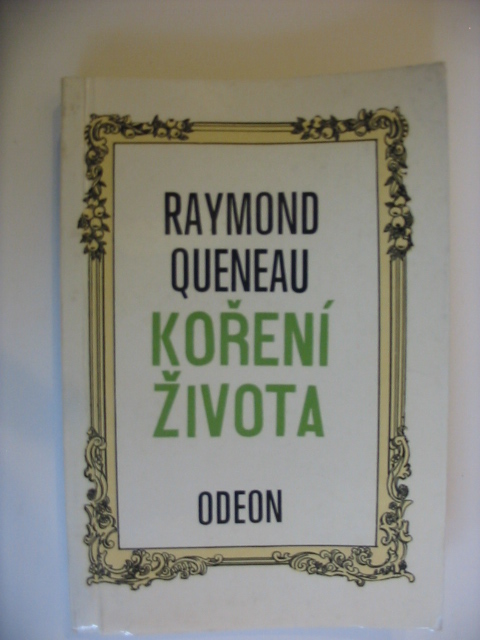 RAYMOND
QUENEAU
KOŘENÍ
ŽIVOTA
ODEON